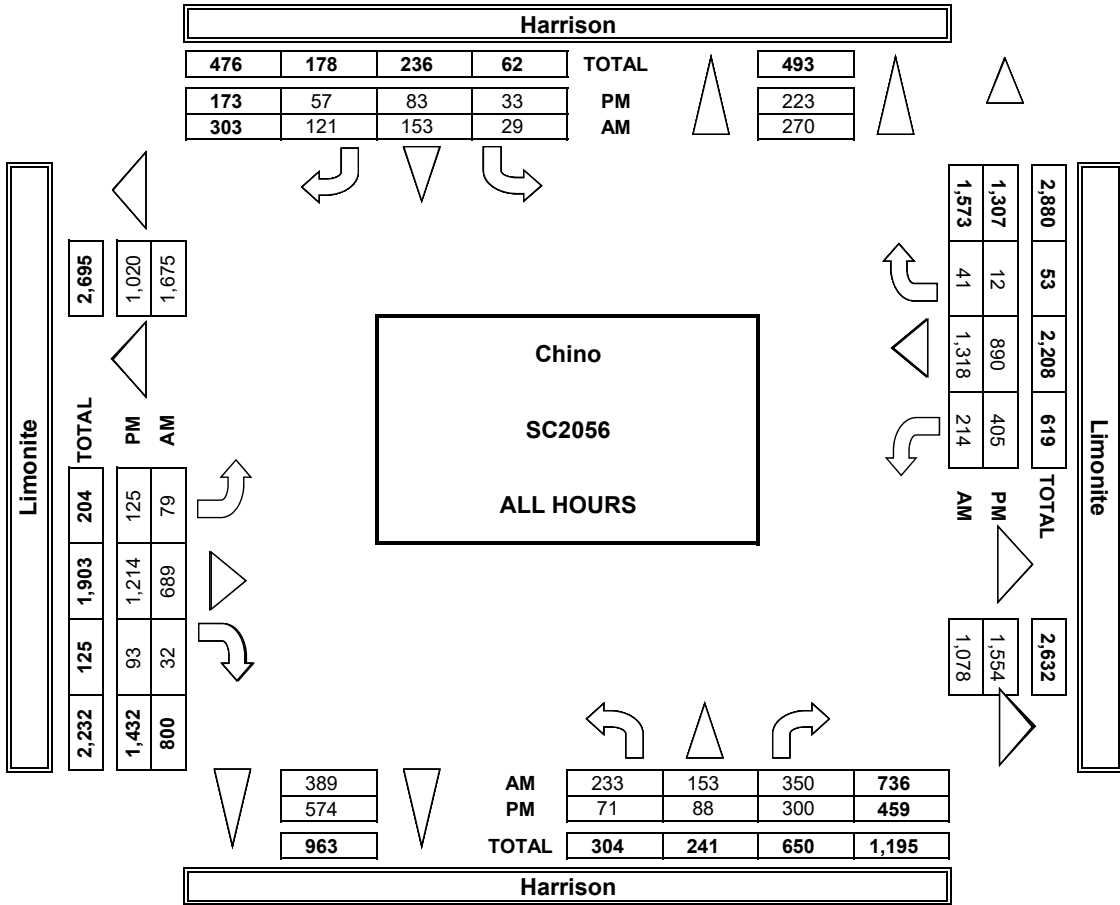 Harrison
476 178 236 62 TOTAL 493
173 57 83 33 PM 223
303 121 153 29 AM 270
Limonite
2,695
1,020
1,675
TOTAL 204 1,903 125 2,232
PM 125 1,214 93 1,432
AM 79 689 32 800
Chino
SC2056
ALL HOURS
2,880 53 2,208 619 TOTAL
1,307 12 890 405 PM
1,573 41 1,318 214 AM
2,632
1,554
1,078
Limonite
389 AM 233 153 350 736
574 PM 71 88 300 459
963 TOTAL 304 241 650 1,195
Harrison